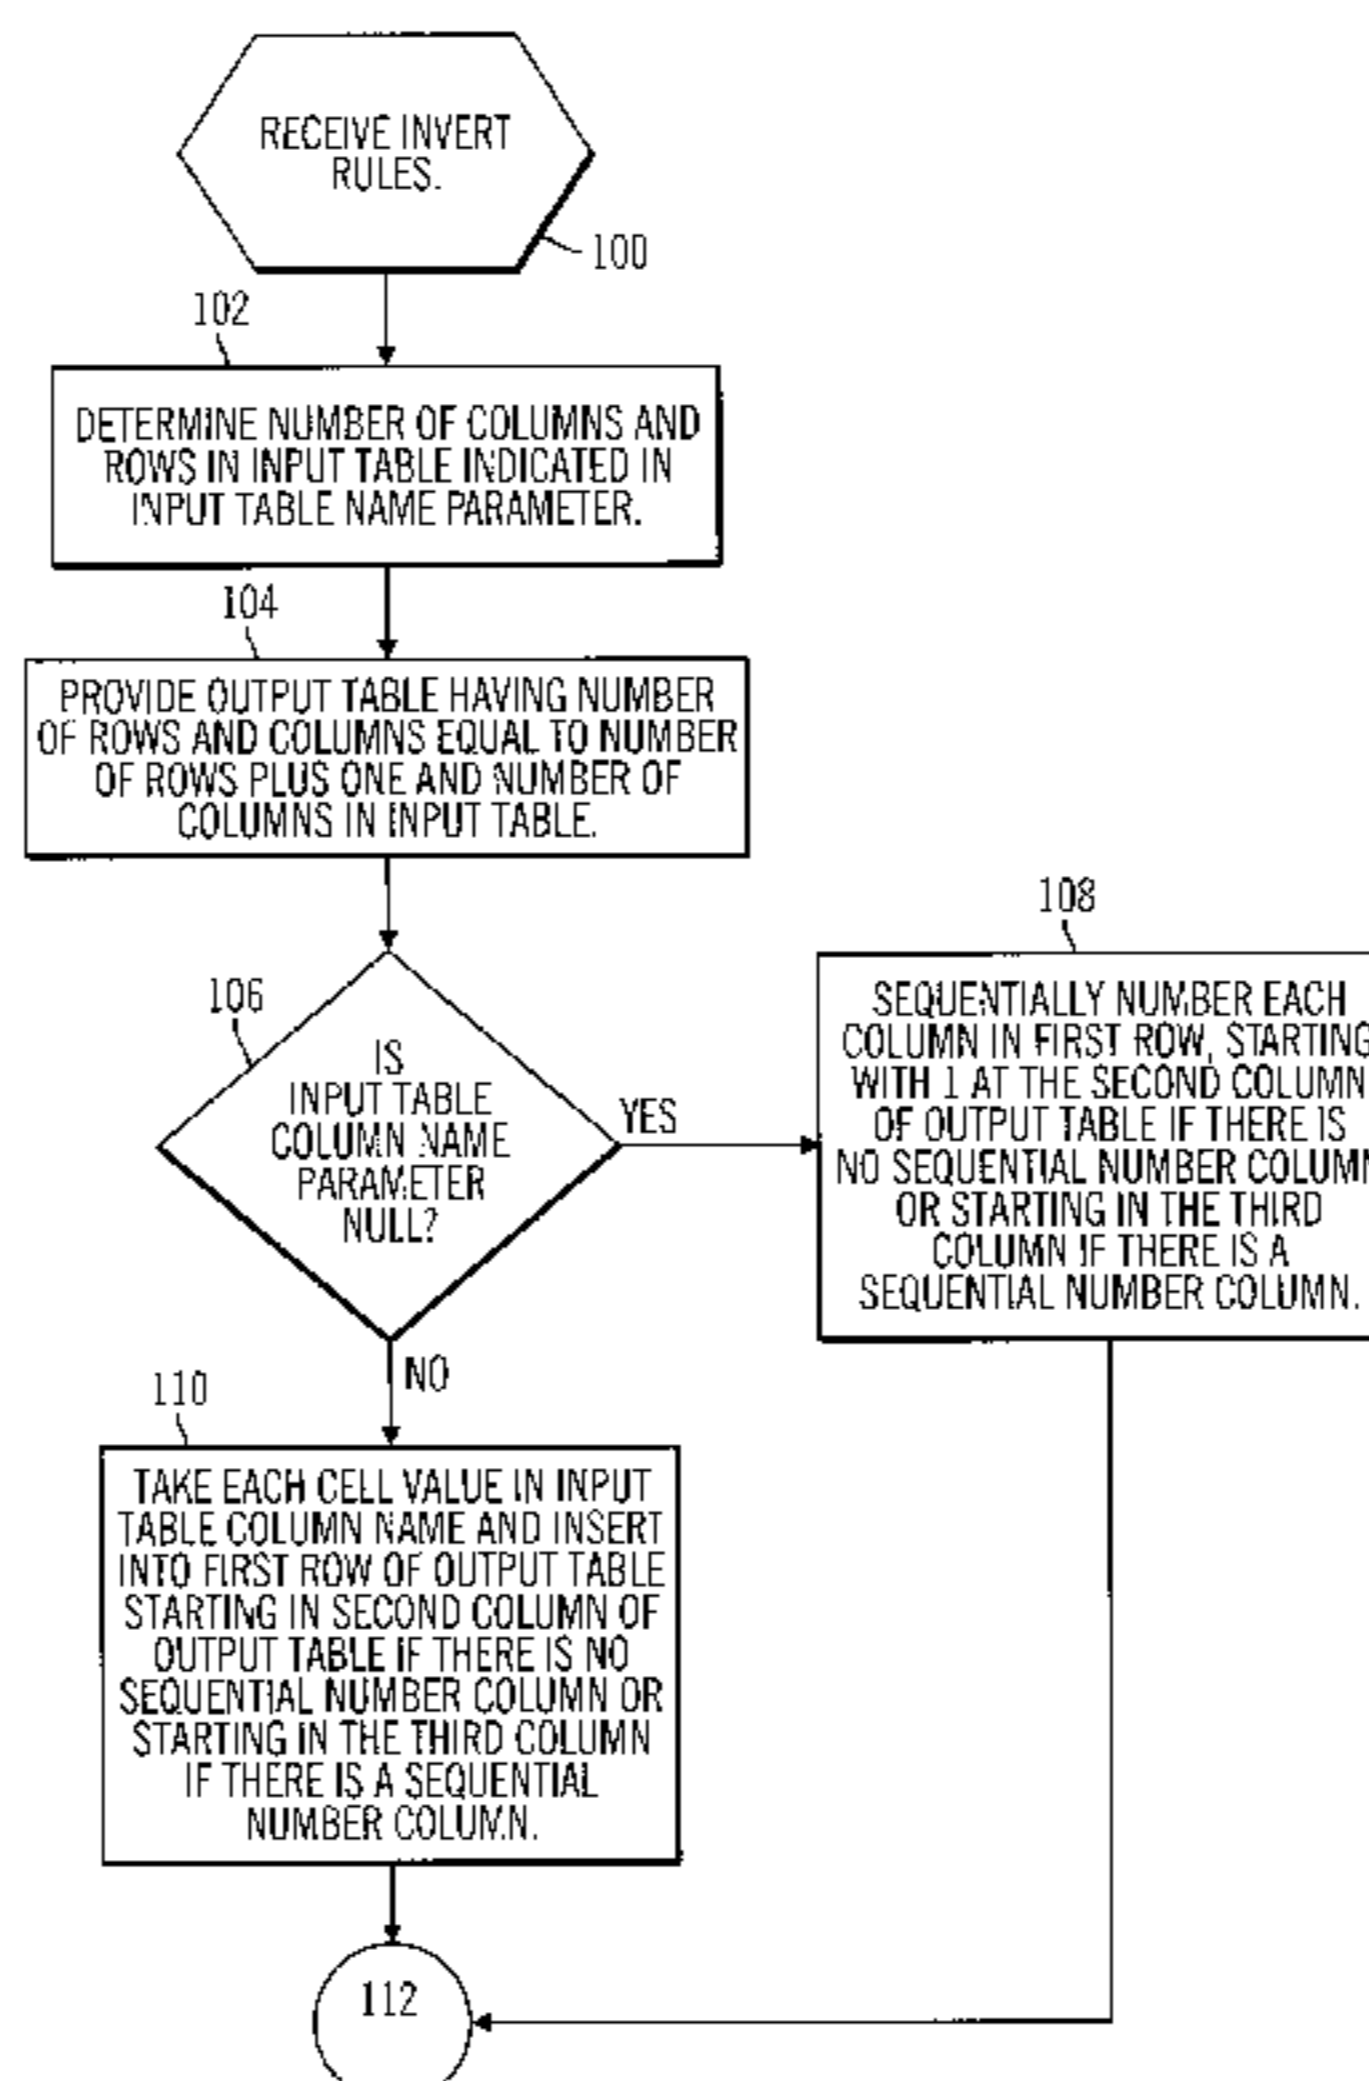 RECEIVE INVERT
RULES.
100
102
DETERMINE NUMBER OF COLUMNS AND
ROWS IN INPUT TABLE INDICATED IN
INPUT TABLE NAME PARAMETER.
104
PROVIDE OUTPUT TABLE HAVING NUMBER
OF ROWS AND COLUMNS EQUAL TO NUMBER
OF ROWS PLUS ONE AND NUMBER OF
COLUMNS IN INPUT TABLE.
106
IS
INPUT TABLE
COLUMN NAME
PARAMETER
NULL?
YES
108
SEQUENTIALLY NUMBER EACH
COLUMN IN FIRST ROW, STARTING
WITH 1 AT THE SECOND COLUMN
OF OUTPUT TABLE IF THERE IS
NO SEQUENTIAL NUMBER COLUMN
OR STARTING IN THE THIRD
COLUMN IF THERE IS A
SEQUENTIAL NUMBER COLUMN.
NO
110
TAKE EACH CELL VALUE IN INPUT
TABLE COLUMN NAME AND INSERT
INTO FIRST ROW OF OUTPUT TABLE
STARTING IN SECOND COLUMN OF
OUTPUT TABLE IF THERE IS NO
SEQUENTIAL NUMBER COLUMN OR
STARTING IN THE THIRD COLUMN
IF THERE IS A SEQUENTIAL
NUMBER COLUMN.
112